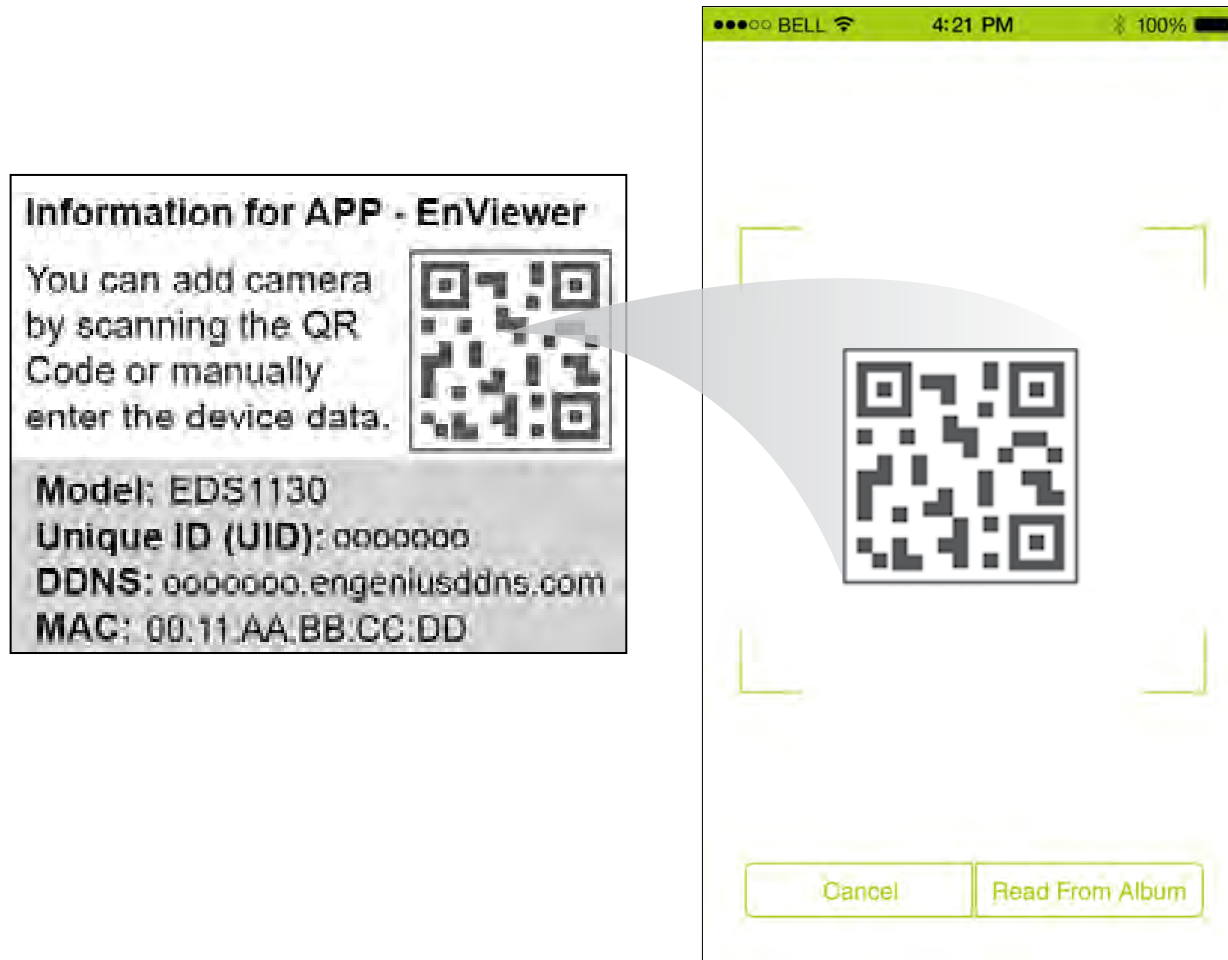 Information for APP - EnViewer
You can add camera
by scanning the QR
Code or manually
enter the device data.
Model: EDS1130
Unique ID (UID): ooooooo
DDNS: ooooooo.engeniusddns.com
MAC: 00:11:AA:BB:CC:DD
BELL 4:21 PM 100%
Cancel Read From Album